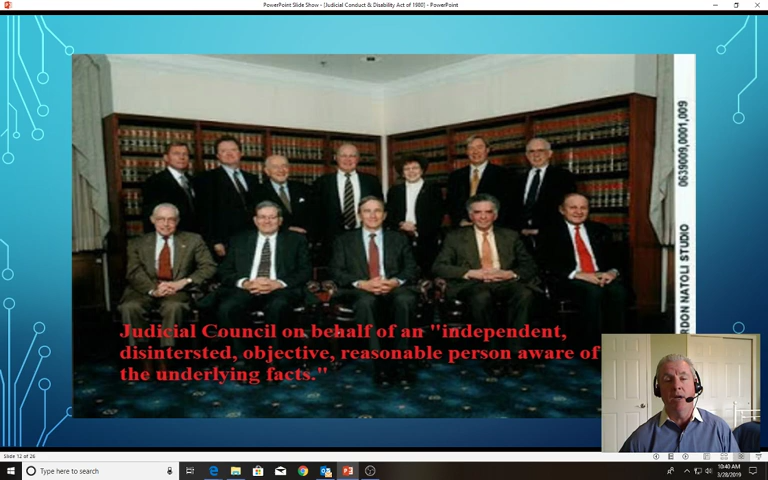 PowerPoint Slide Show - [Judicial Conduct & Disability Act of 1980] - PowerPoint
0639009,0001,009
RDON NATOLI STUDIO
Judicial Council on behalf of an "independent,
disintersted, objective, reasonable person aware of
the underlying facts."
Slide 12 of 26
Type here to search
10:40 AM
3/28/2019